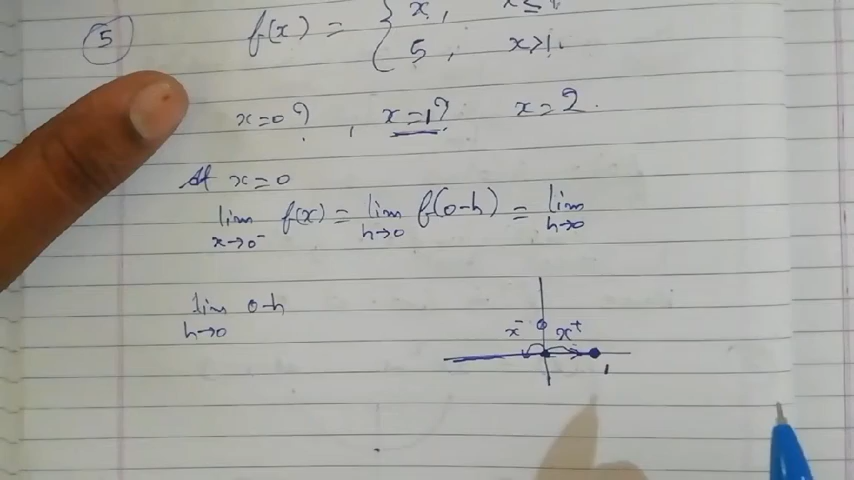 x, x≤1
5 f(x) = {
5, x>1.
x=0?, x=1? x=2.
At x=0
lim x→0⁻ f(x) = lim h→0 f(0-h) = lim h→0
lim h→0 0-h
x⁻ x⁺
1